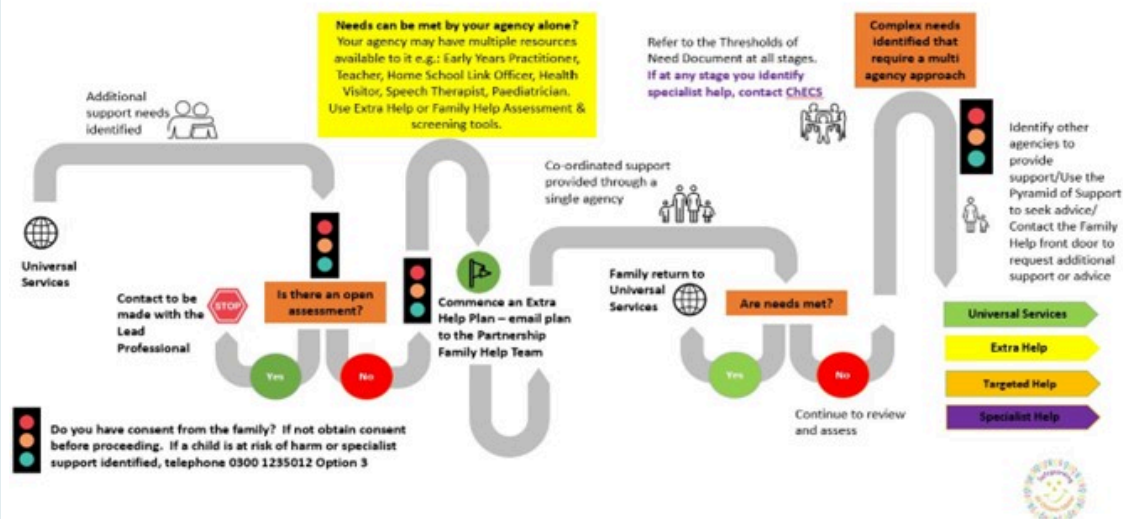 Needs can be met by your agency alone?
Your agency may have multiple resources
available to it e.g.: Early Years Practitioner,
Teacher, Home School Link Officer, Health
Visitor, Speech Therapist, Paediatrician.
Use Extra Help or Family Help Assessment &
screening tools.
Refer to the Thresholds of
Need Document at all stages.
If at any stage you identify
specialist help, contact ChECS
Complex needs
identified that
require a multi
agency approach
Additional
support needs
identified
Identify other
agencies to
provide
support/Use the
Pyramid of Support
to seek advice/
Contact the Family
Help front door to
request additional
support or advice
Co-ordinated support
provided through a
single agency
Universal
Services
Contact to be
made with the
Lead
Professional
STOP
Is there an open
assessment?
Yes
No
Commence an Extra
Help Plan – email plan
to the Partnership
Family Help Team
Family return to
Universal
Services
Are needs met?
Yes
No
Continue to review
and assess
Universal Services
Extra Help
Targeted Help
Specialist Help
Do you have consent from the family? If not obtain consent
before proceeding. If a child is at risk of harm or specialist
support identified, telephone 0300 1235012 Option 3